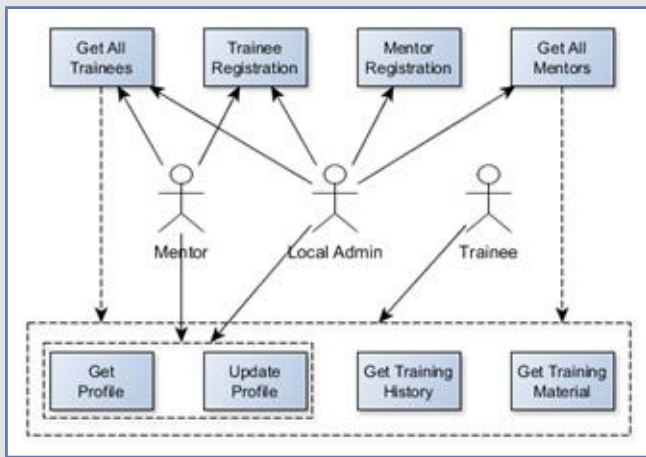 Get All
Trainees
Trainee
Registration
Mentor
Registration
Get All
Mentors
Mentor
Local Admin
Trainee
Get
Profile
Update
Profile
Get Training
History
Get Training
Material